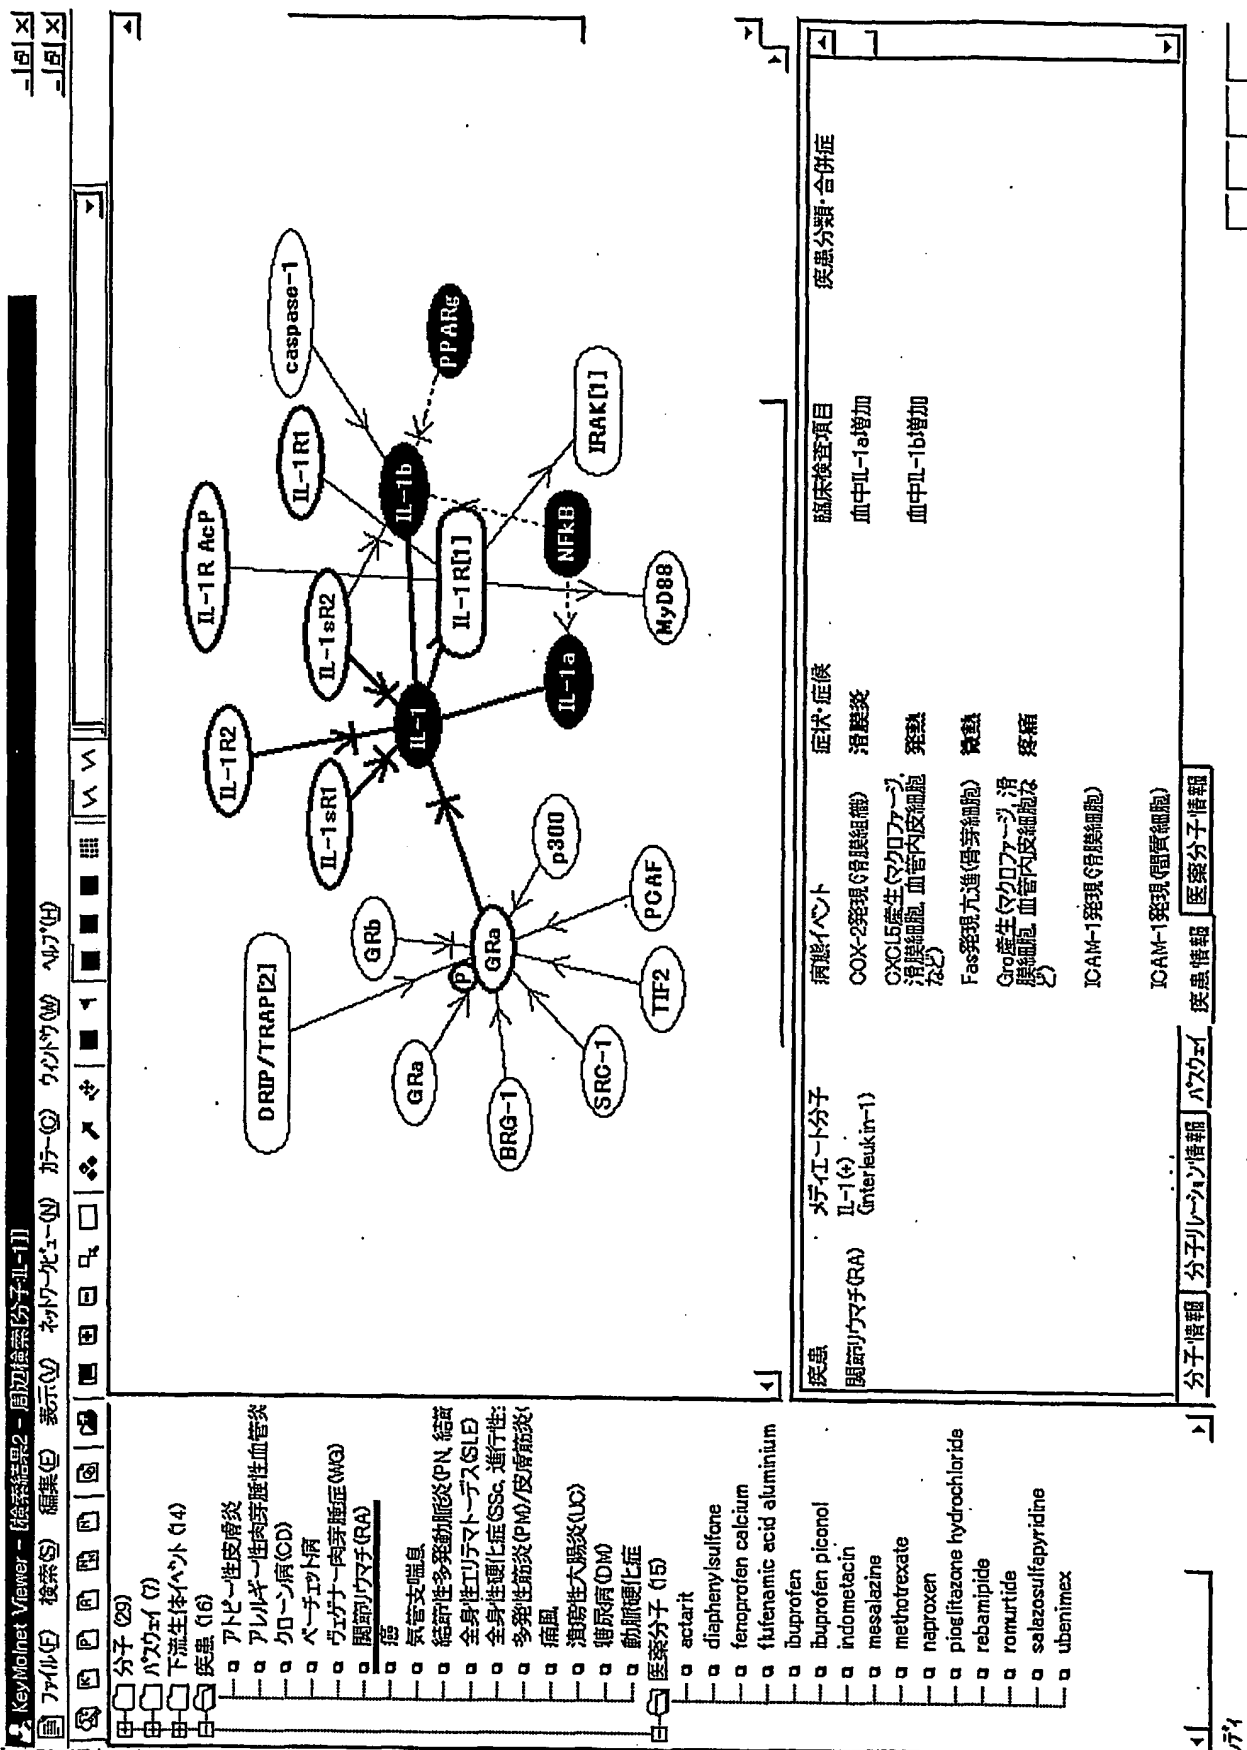 KeyMolnet Viewer - [検索結果2 - 周辺検索[分子:IL-1]]
ファイル(F) 検索(S) 編集(E) 表示(V) ネットワークビュー(N) カラー(C) ウィンドウ(W) ヘルプ(H)
分子 (29)
パスウェイ (7)
下流生体イベント (14)
疾患 (16)
アトピー性皮膚炎
アレルギー性肉芽腫性血管炎
クローン病(CD)
ベーチェット病
ヴェゲナー肉芽腫症(WG)
関節リウマチ(RA)
癌
気管支喘息
結節性多発動脈炎(PN, 結節
全身性エリテマトーデス(SLE)
全身性硬化症(SSc, 進行性:
多発性筋炎(PM)/皮膚筋炎(
痛風
潰瘍性大腸炎(UC)
糖尿病(DM)
動脈硬化症
医薬分子 (15)
actarit
diaphenylsulfone
fenoprofen calcium
flufenamic acid aluminium
ibuprofen
ibuprofen piconol
indometacin
mesalazine
methotrexate
naproxen
pioglitazone hydrochloride
rebamipide
romurtide
salazosulfapyridine
ubenimex
IL-1R AcP
IL-1R2
caspase-1
IL-1R1
IL-1sR2
IL-1sR1
DRIP/TRAP[2]
GRb
IL-1
IL-1b
PPARg
GRa
P
GRa
IL-1R[1]
BRG-1
p300
IL-1a
NFkB
IRAK[1]
SRC-1
TIF2
PCAF
MyD88
疾患 メディエート分子 病態イベント 症状・症候 臨床検査項目 疾患分類・合併症
関節リウマチ(RA) IL-1(+) COX-2発現(滑膜組織) 滑膜炎 血中IL-1a増加
(interleukin-1)
CXCL5産生(マクロファージ, 発熱 血中IL-1b増加
滑膜細胞, 血管内皮細胞
など)
Fas発現亢進(骨芽細胞) 微熱
Gro産生(マクロファージ, 滑 疼痛
膜細胞, 血管内皮細胞な
ど)
ICAM-1発現(滑膜細胞)
ICAM-1発現(間質細胞)
分子情報 分子リレーション情報 パスウェイ 疾患情報 医薬分子情報
ディ